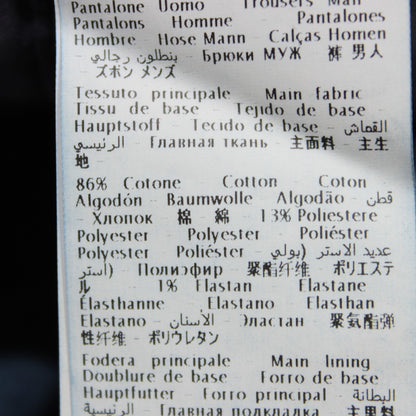 Pantalone Uomo Trousers Man
Pantalons Homme Pantalones
Hombre - Hose Mann - Calças Homen
- بنطلون رجالي - Брюки МУЖ 裤 男人
- ズボン メンズ
Tessuto principale - Main fabric
Tissu de base - Tejido de base -
Hauptstoff - Tecido de base - القماش
الرئيسي - Главная ткань - 主面料 - 主生
地
86% Cotone Cotton Coton
Algodón - Baumwolle Algodão - قطن
- Хлопок 棉 - 綿 - 13% Poliestere
Polyester Polyester - Poliéster
Polyester Poliéster - عديد الاستر (بولي
أستر) - Полиэфир - 聚酯纤维 - ポリエステ
ル 1% Elastan Elastane
Élasthanne Elastano Elasthan
Elastano - الأستان - Эластан 聚氨酯弹
性纤维 - ポリウレタン
Fodera principale - Main lining
Doublure de base Forro de base
Hauptfutter - Forro principal - البطانة
الرئيسية - Главная подкладка 主里料